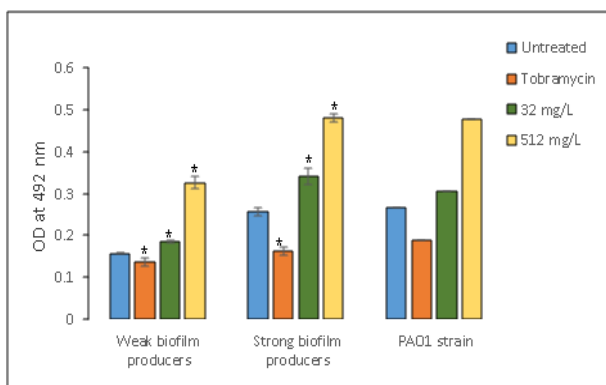 Untreated
Tobramycin
32 mg/L
512 mg/L
OD at 492 nm
0.6
0.5
0.4
0.3
0.2
0.1
0
*
*
*
*
*
*
Weak biofilm
producers
Strong biofilm
producers
PA01 strain